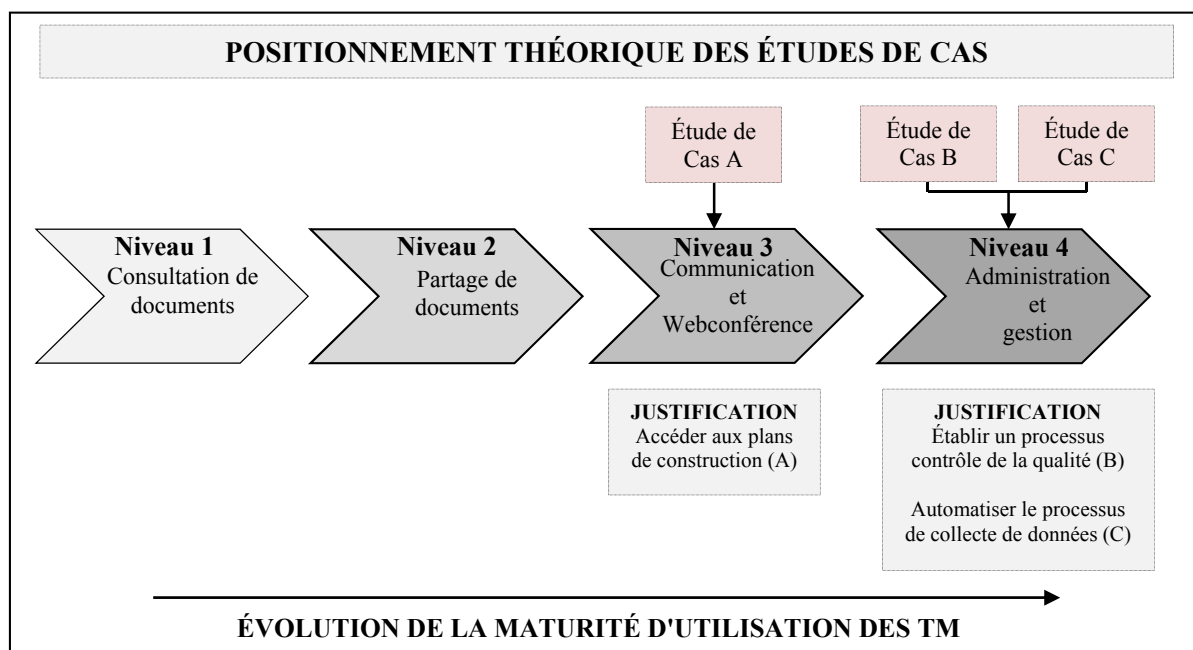 POSITIONNEMENT THÉORIQUE DES ÉTUDES DE CAS
Étude de
Cas A
Étude de
Cas B
Étude de
Cas C
Niveau 1
Consultation de
documents
Niveau 2
Partage de
documents
Niveau 3
Communication
et
Webconférence
Niveau 4
Administration
et
gestion
JUSTIFICATION
Accéder aux plans
de construction (A)
JUSTIFICATION
Établir un processus
contrôle de la qualité (B)
Automatiser le processus
de collecte de données (C)
ÉVOLUTION DE LA MATURITÉ D'UTILISATION DES TM